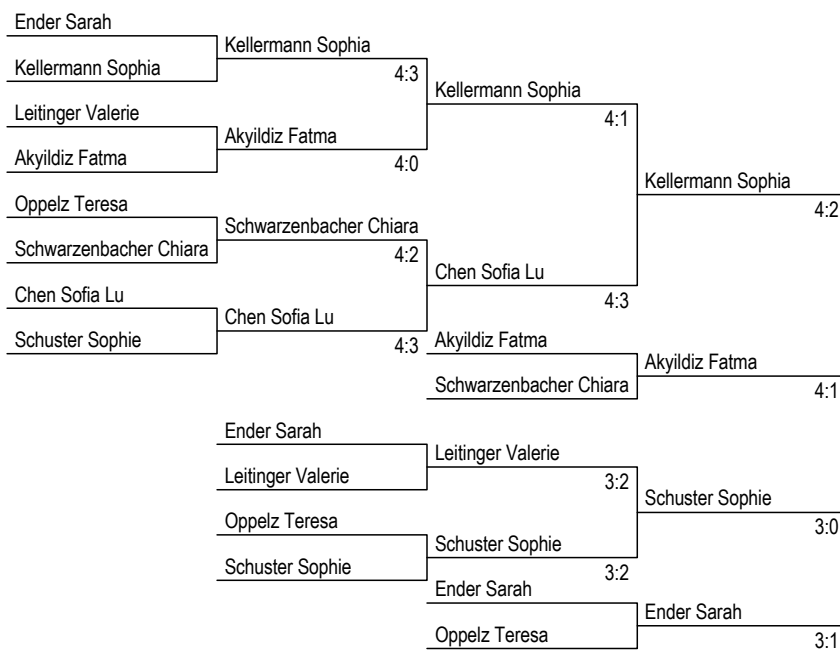 Ender Sarah
Kellermann Sophia
Kellermann Sophia
4:3
Kellermann Sophia
4:1
Leitinger Valerie
Akyildiz Fatma
Akyildiz Fatma
4:0
Kellermann Sophia
4:2
Oppelz Teresa
Schwarzenbacher Chiara
Schwarzenbacher Chiara
4:2
Chen Sofia Lu
4:3
Chen Sofia Lu
Chen Sofia Lu
4:3
Schuster Sophie
Akyildiz Fatma
Akyildiz Fatma
4:1
Schwarzenbacher Chiara
Ender Sarah
Leitinger Valerie
3:2
Leitinger Valerie
Schuster Sophie
3:0
Oppelz Teresa
Schuster Sophie
3:2
Schuster Sophie
Ender Sarah
Ender Sarah
3:1
Oppelz Teresa